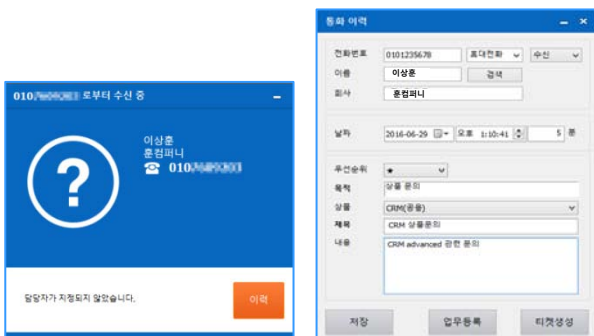 010 로부터 수신 중
이상훈
훈컴퍼니
☎ 010
담당자가 지정되지 않았습니다.
이력
통화 이력
전화번호 0101235678 휴대전화 수신
이름 이상훈 검색
회사 훈컴퍼니
날짜 2016-06-29 오후 1:10:41 5 분
우선순위 ★
목적 상품 문의
상품 CRM(공통)
제목 CRM 상품문의
내용 CRM advanced 관련 문의
저장 업무등록 티켓생성